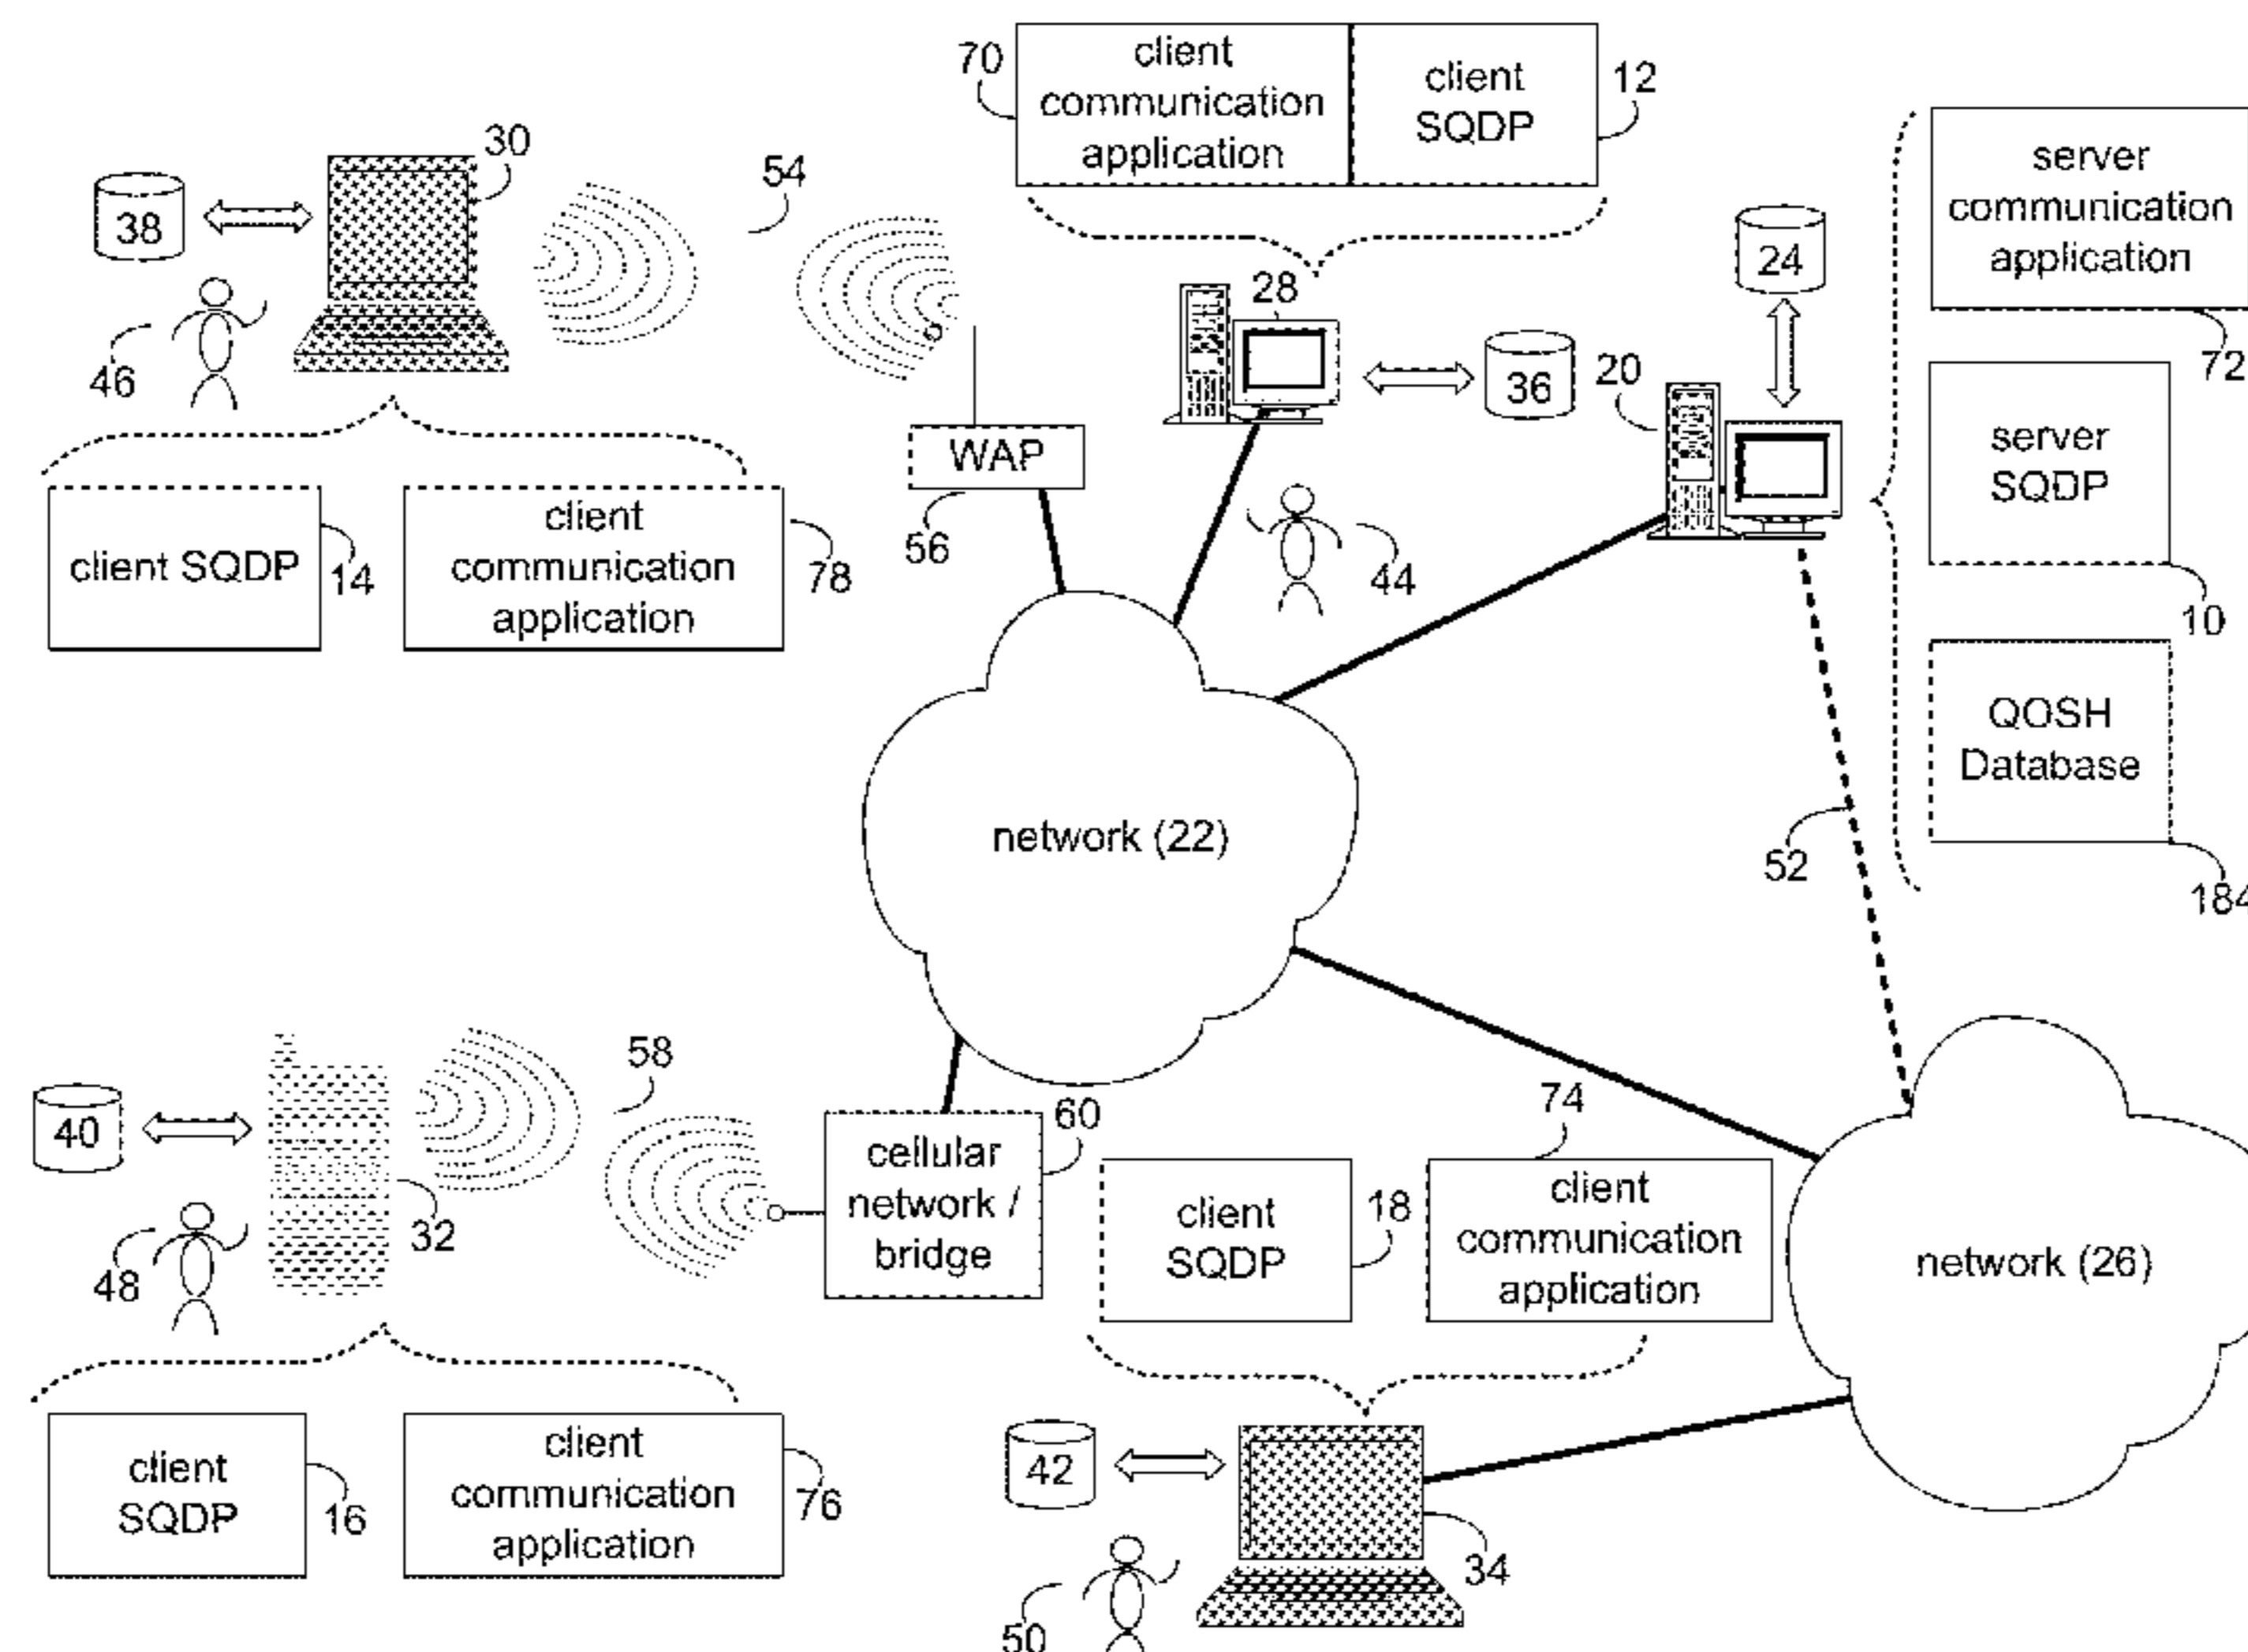 70
client
communication
application
client
SQDP
12
30
54
38
46
28
36
24
20
server
communication
application
72
server
SQDP
10
QOSH
Database
184
WAP
56
44
client SQDP
14
client
communication
application
78
network (22)
52
58
40
32
48
60
cellular
network /
bridge
client
SQDP
18
74
client
communication
application
network (26)
client
SQDP
16
client
communication
application
76
42
34
50